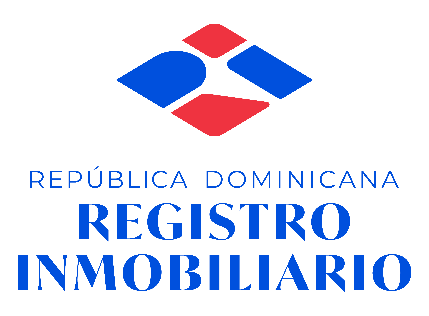 REPÚBLICA DOMINICANA
REGISTRO
INMOBILIARIO